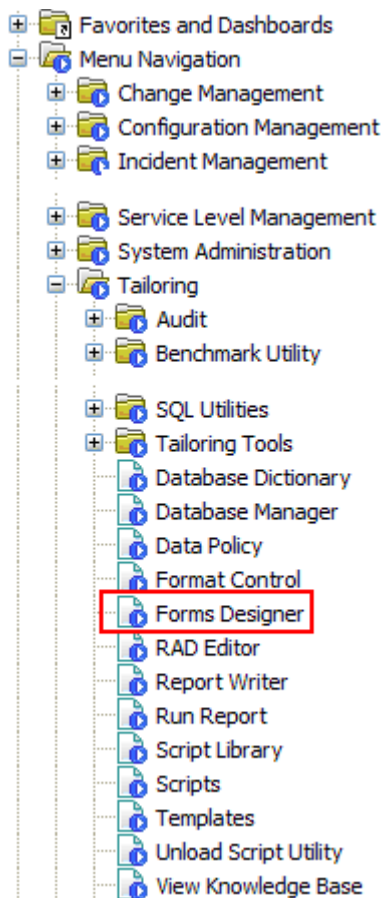 Favorites and Dashboards
Menu Navigation
Change Management
Configuration Management
Incident Management
Service Level Management
System Administration
Tailoring
Audit
Benchmark Utility
SQL Utilities
Tailoring Tools
Database Dictionary
Database Manager
Data Policy
Format Control
Forms Designer
RAD Editor
Report Writer
Run Report
Script Library
Scripts
Templates
Unload Script Utility
View Knowledge Base